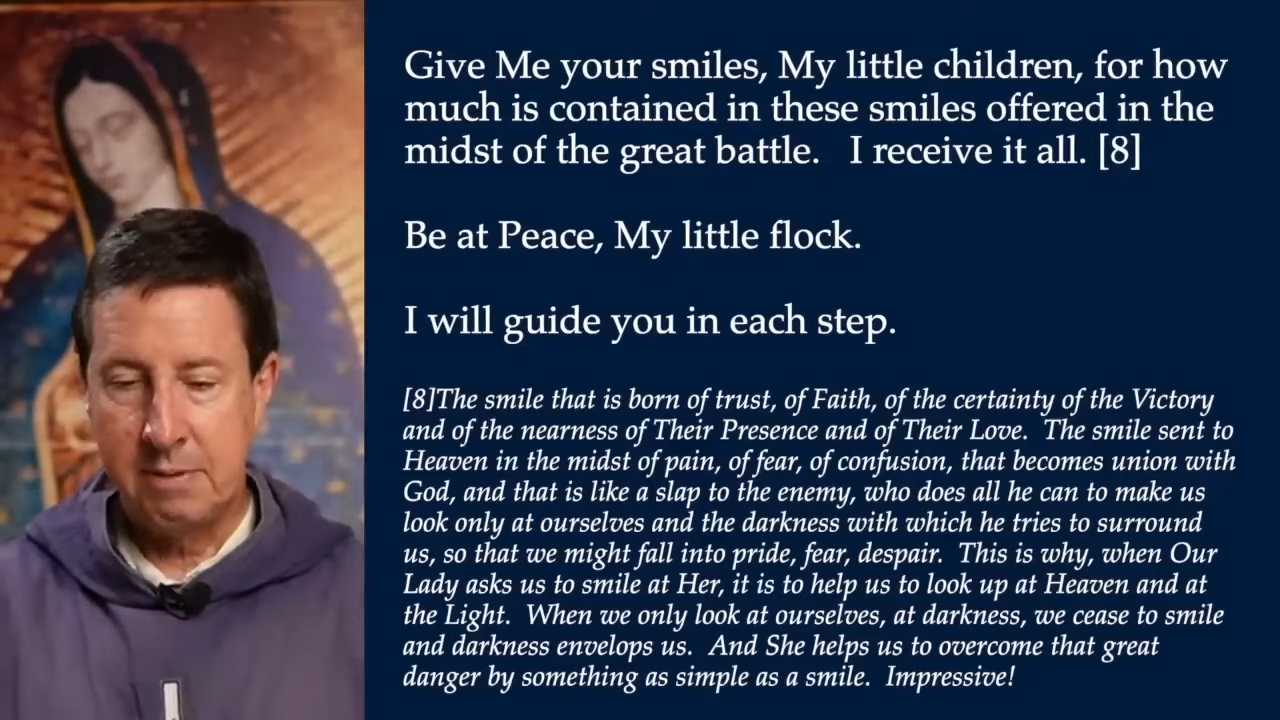 Give Me your smiles, My little children, for how
much is contained in these smiles offered in the
midst of the great battle.   I receive it all. [8]
Be at Peace, My little flock.
I will guide you in each step.
[8]The smile that is born of trust, of Faith, of the certainty of the Victory
and of the nearness of Their Presence and of Their Love.  The smile sent to
Heaven in the midst of pain, of fear, of confusion, that becomes union with
God, and that is like a slap to the enemy, who does all he can to make us
look only at ourselves and the darkness with which he tries to surround
us, so that we might fall into pride, fear, despair.  This is why, when Our
Lady asks us to smile at Her, it is to help us to look up at Heaven and at
the Light.  When we only look at ourselves, at darkness, we cease to smile
and darkness envelops us.  And She helps us to overcome that great
danger by something as simple as a smile.  Impressive!